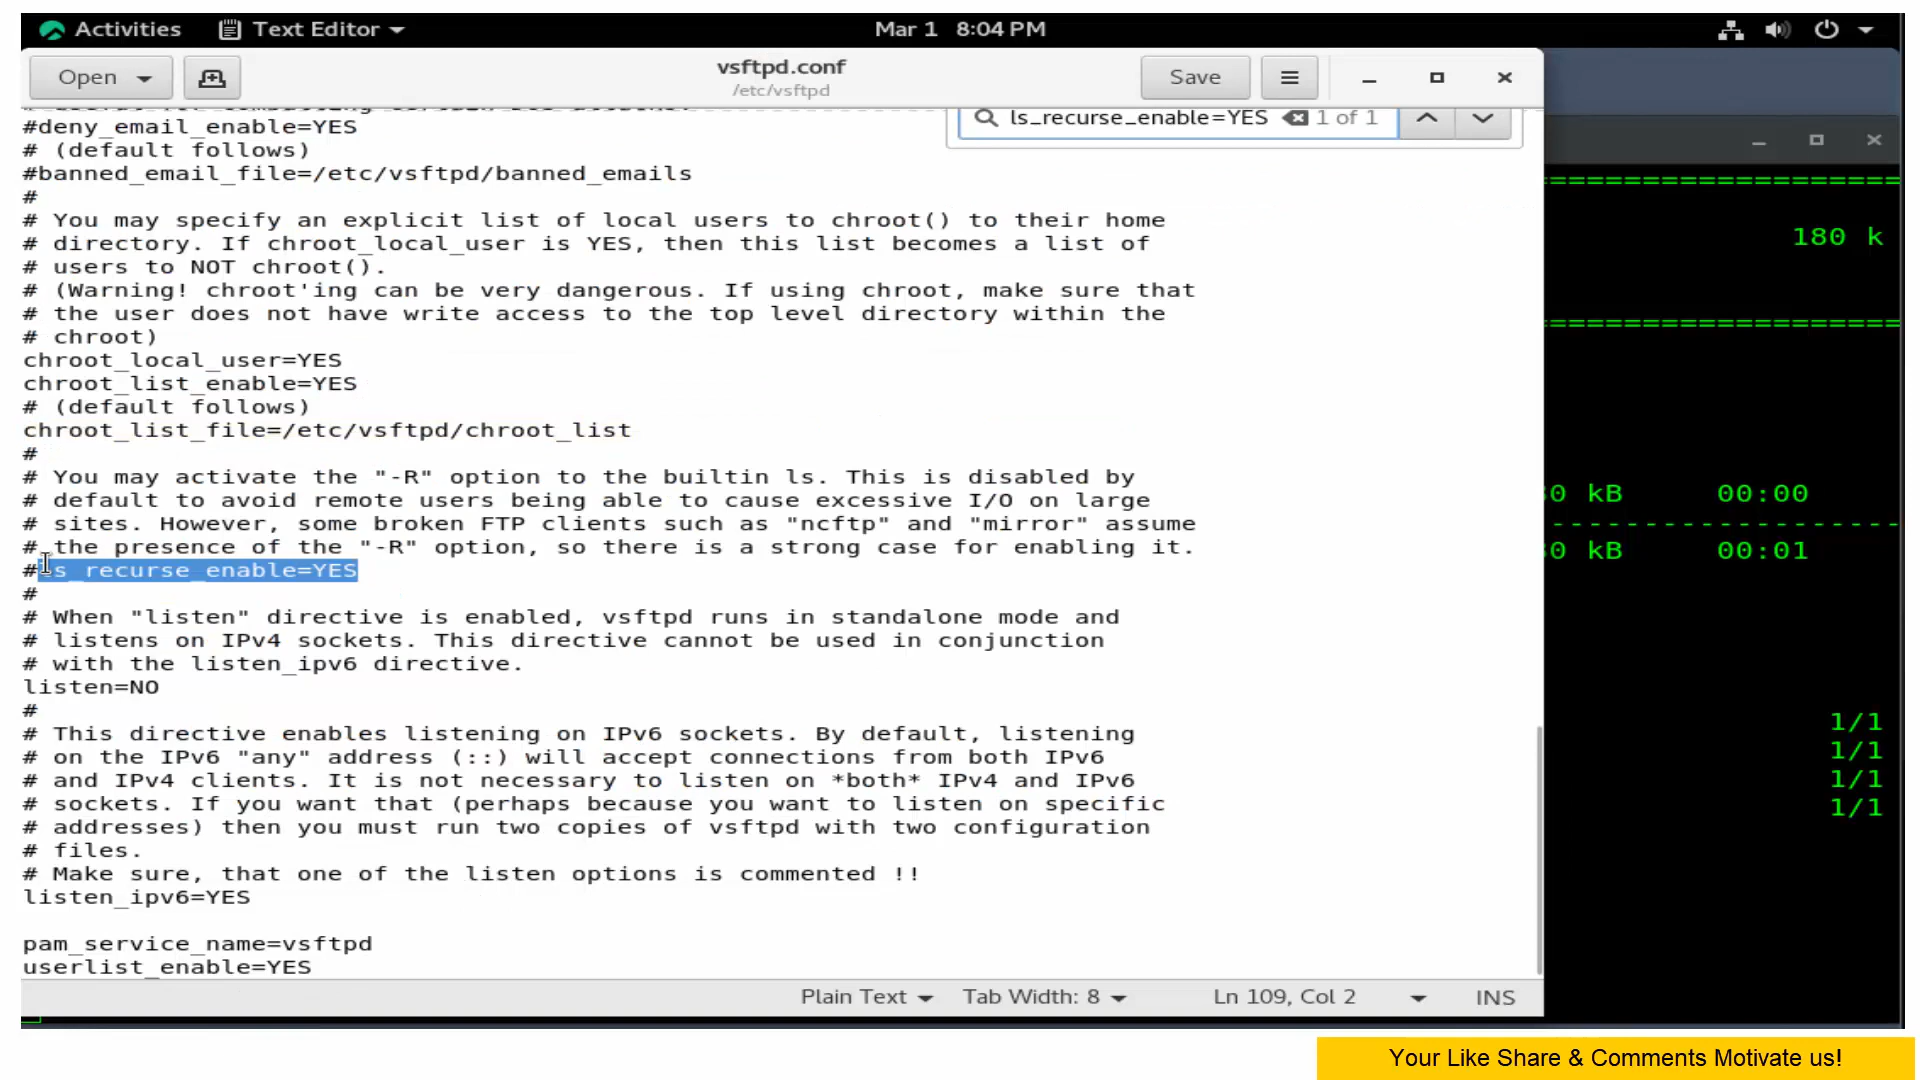 Activities Text Editor Mar 1 8:04 PM
Open vsftpd.conf Save
/etc/vsftpd
ls_recurse_enable=YES 1 of 1
#deny_email_enable=YES
# (default follows)
#banned_email_file=/etc/vsftpd/banned_emails
#
# You may specify an explicit list of local users to chroot() to their home
# directory. If chroot_local_user is YES, then this list becomes a list of
# users to NOT chroot().
# (Warning! chroot'ing can be very dangerous. If using chroot, make sure that
# the user does not have write access to the top level directory within the
# chroot)
chroot_local_user=YES
chroot_list_enable=YES
# (default follows)
chroot_list_file=/etc/vsftpd/chroot_list
#
# You may activate the "-R" option to the builtin ls. This is disabled by
# default to avoid remote users being able to cause excessive I/O on large
# sites. However, some broken FTP clients such as "ncftp" and "mirror" assume
# the presence of the "-R" option, so there is a strong case for enabling it.
#ls_recurse_enable=YES
#
# When "listen" directive is enabled, vsftpd runs in standalone mode and
# listens on IPv4 sockets. This directive cannot be used in conjunction
# with the listen_ipv6 directive.
listen=NO
#
# This directive enables listening on IPv6 sockets. By default, listening
# on the IPv6 "any" address (::) will accept connections from both IPv6
# and IPv4 clients. It is not necessary to listen on *both* IPv4 and IPv6
# sockets. If you want that (perhaps because you want to listen on specific
# addresses) then you must run two copies of vsftpd with two configuration
# files.
# Make sure, that one of the listen options is commented !!
listen_ipv6=YES
pam_service_name=vsftpd
userlist_enable=YES
Plain Text Tab Width: 8 Ln 109, Col 2 INS
180 k
0 kB 00:00
0 kB 00:01
1/1
1/1
1/1
1/1
Your Like Share & Comments Motivate us!